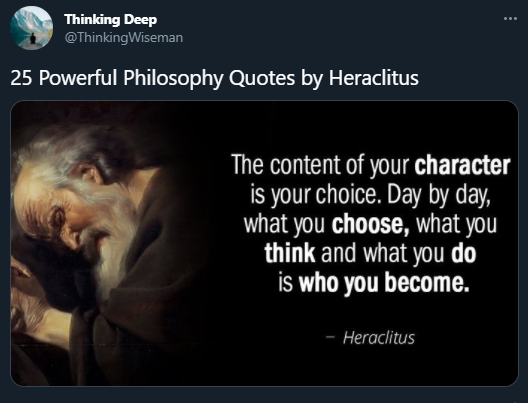 Thinking Deep
@ThinkingWiseman
25 Powerful Philosophy Quotes by Heraclitus
The content of your character
is your choice. Day by day,
what you choose, what you
think and what you do
is who you become.
– Heraclitus